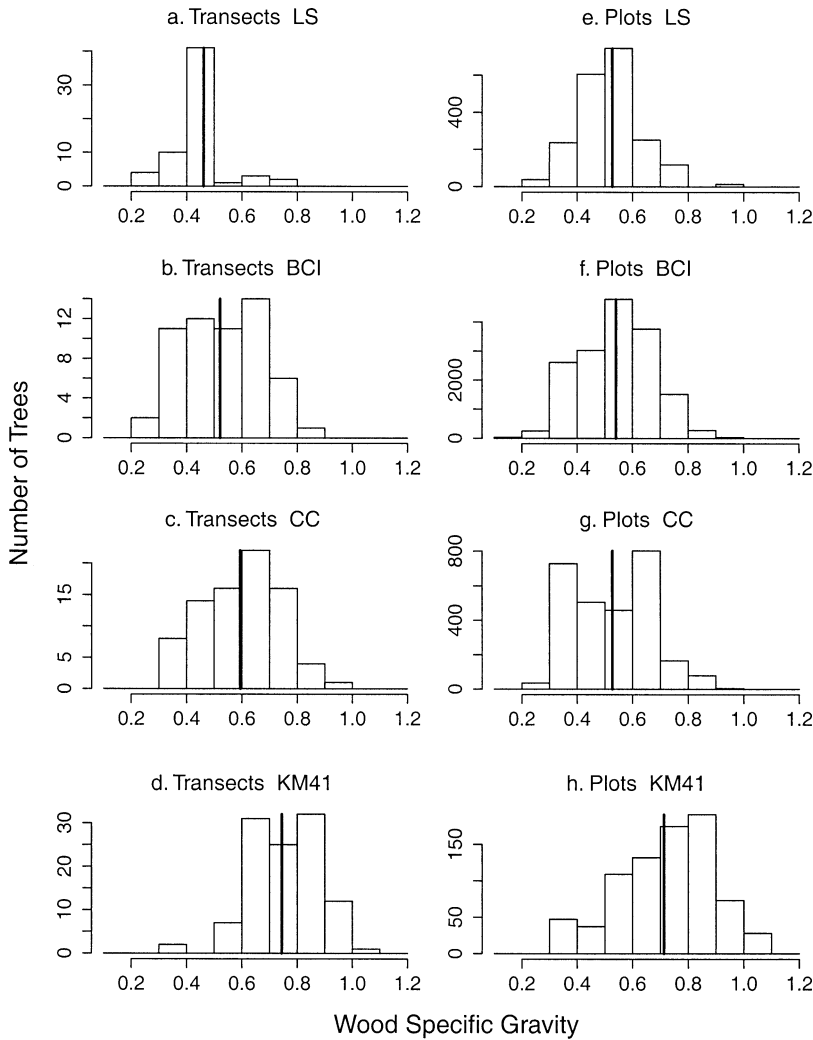 a. Transects LS
e. Plots LS
30
10
0
400
0
0.2 0.4 0.6 0.8 1.0 1.2
0.2 0.4 0.6 0.8 1.0 1.2
b. Transects BCI
f. Plots BCI
12
8
4
0
2000
0
0.2 0.4 0.6 0.8 1.0 1.2
0.2 0.4 0.6 0.8 1.0 1.2
Number of Trees
c. Transects CC
g. Plots CC
15
5
0
800
400
0
0.2 0.4 0.6 0.8 1.0 1.2
0.2 0.4 0.6 0.8 1.0 1.2
d. Transects KM41
h. Plots KM41
30
20
10
0
150
50
0
0.2 0.4 0.6 0.8 1.0 1.2
0.2 0.4 0.6 0.8 1.0 1.2
Wood Specific Gravity